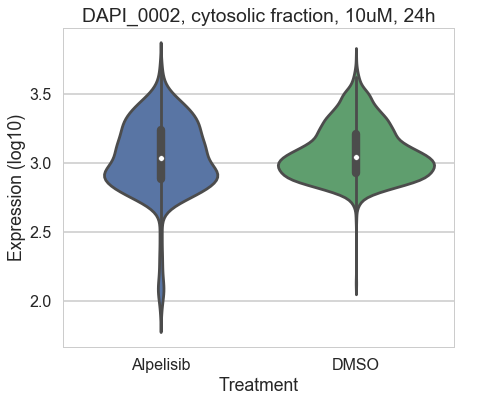 DAPI_0002, cytosolic fraction, 10uM, 24h
Expression (log10)
3.5
3.0
2.5
2.0
Alpelisib DMSO
Treatment